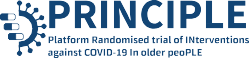 PRINCIPLE
Platform Randomised trial of INterventions
against COVID-19 In older peoPLE